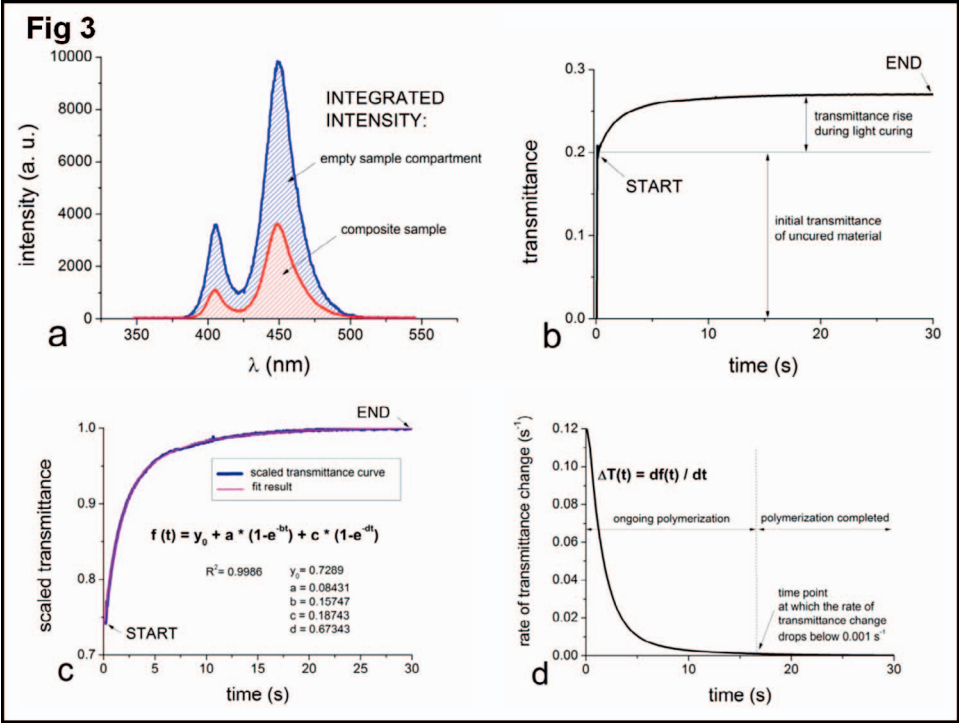 Fig 3
10000
8000
6000
4000
2000
0
350 400 450 500 550
intensity (a. u.)
λ (nm)
INTEGRATED
INTENSITY:
empty sample compartment
composite sample
a
0.3
0.2
0.1
0.0
0 10 20 30
transmittance
time (s)
END
transmittance rise
during light curing
START
initial transmittance
of uncured material
b
1.0
0.9
0.8
0.7
0 5 10 15 20 25 30
scaled transmittance
time (s)
END
scaled transmittance curve
fit result
f (t) = y₀ + a * (1-e⁻ᵇᵗ) + c * (1-e⁻ᵈᵗ)
R²= 0.9986
y₀= 0.7289
a = 0.08431
b = 0.15747
c = 0.18743
d = 0.67343
START
c
0.12
0.10
0.08
0.06
0.04
0.02
0.00
0 10 20 30
rate of transmittance change (s⁻¹)
time (s)
ΔT(t) = df(t) / dt
ongoing polymerization
polymerization completed
time point
at which the rate of
transmittance change
drops below 0.001 s⁻¹
d